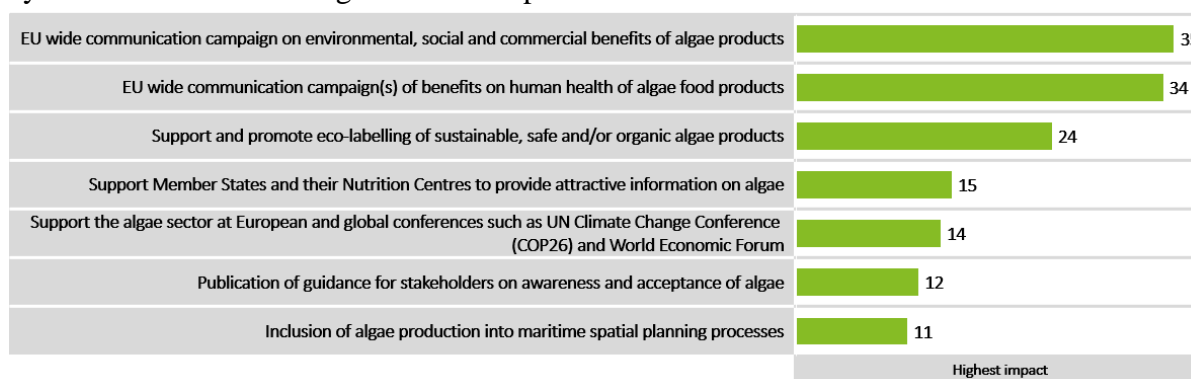 EU wide communication campaign on environmental, social and commercial benefits of algae products 35
EU wide communication campaign(s) of benefits on human health of algae food products 34
Support and promote eco-labelling of sustainable, safe and/or organic algae products 24
Support Member States and their Nutrition Centres to provide attractive information on algae 15
Support the algae sector at European and global conferences such as UN Climate Change Conference
(COP26) and World Economic Forum 14
Publication of guidance for stakeholders on awareness and acceptance of algae 12
Inclusion of algae production into maritime spatial planning processes 11
Highest impact